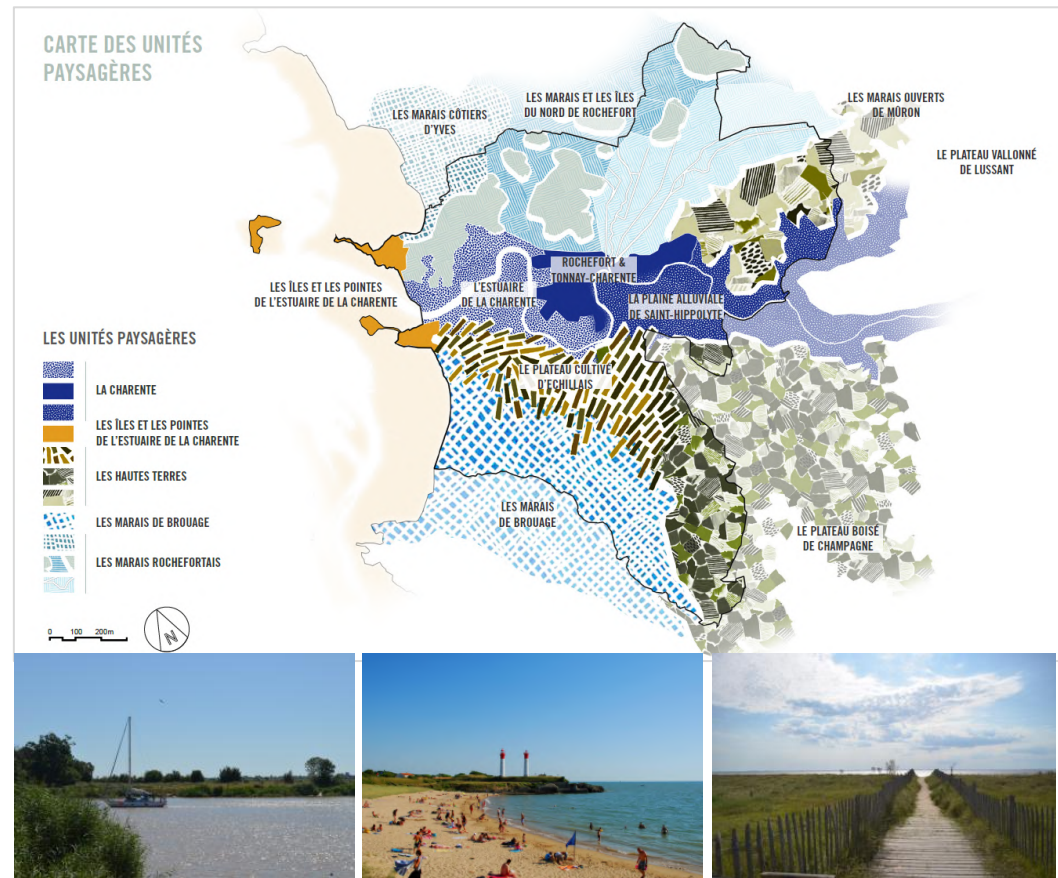 CARTE DES UNITÉS
PAYSAGÈRES
LES MARAIS CÔTIERS
D'YVES
LES MARAIS ET LES ÎLES
DU NORD DE ROCHEFORT
LES MARAIS OUVERTS
DE MÛRON
LE PLATEAU VALLONNÉ
DE LUSSANT
ROCHEFORT &
TONNAY-CHARENTE
LES ÎLES ET LES POINTES
DE L'ESTUAIRE DE LA CHARENTE
L'ESTUAIRE
DE LA CHARENTE
LA PLAINE ALLUVIALE
DE SAINT-HIPPOLYTE
LE PLATEAU CULTIVÉ
D'ECHILLAIS
LES MARAIS
DE BROUAGE
LE PLATEAU BOISÉ
DE CHAMPAGNE
LES UNITÉS PAYSAGÈRES
LA CHARENTE
LES ÎLES ET LES POINTES
DE L'ESTUAIRE DE LA CHARENTE
LES HAUTES TERRES
LES MARAIS DE BROUAGE
LES MARAIS ROCHEFORTAIS
0 100 200m
N